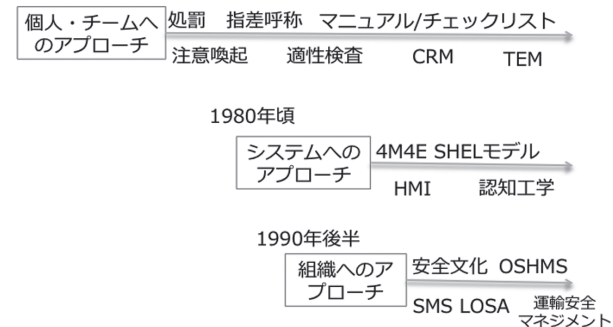 個人・チームへ
のアプローチ
処罰 指差呼称 マニュアル/チェックリスト
注意喚起 適性検査 CRM TEM
1980年頃
システムへの
アプローチ
4M4E SHELモデル
HMI 認知工学
1990年後半
組織へのア
プローチ
安全文化 OSHMS
SMS LOSA 運輸安全
マネジメント